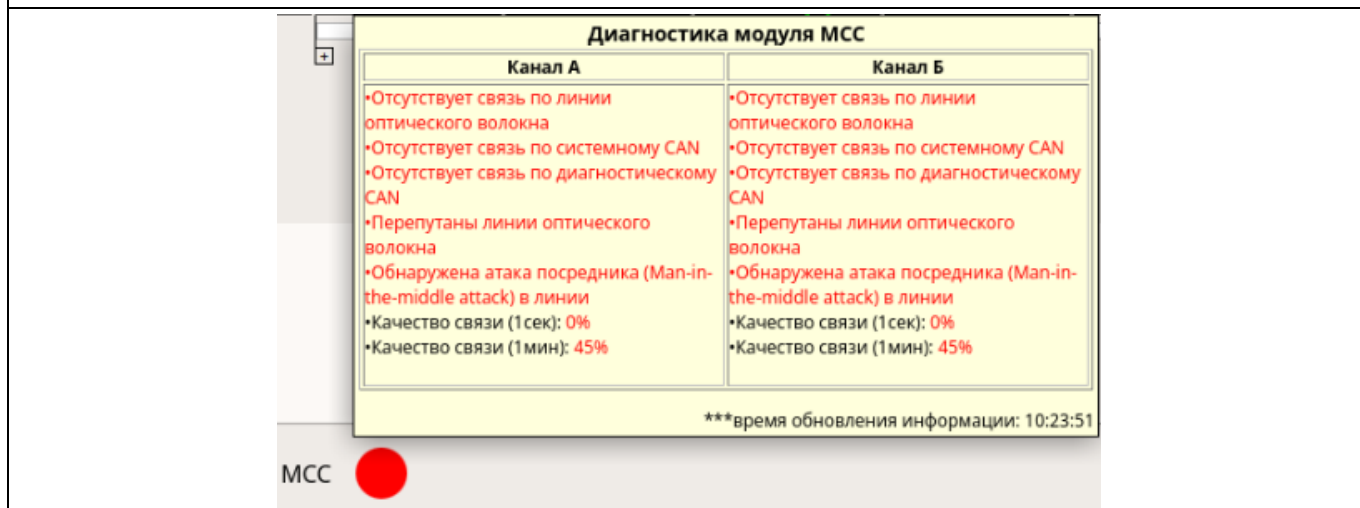 +
Диагностика модуля МСС
Канал А
Канал Б
•Отсутствует связь по линии
оптического волокна
•Отсутствует связь по системному CAN
•Отсутствует связь по диагностическому
CAN
•Перепутаны линии оптического
волокна
•Обнаружена атака посредника (Man-in-
the-middle attack) в линии
•Качество связи (1сек): 0%
•Качество связи (1мин): 45%
•Отсутствует связь по линии
оптического волокна
•Отсутствует связь по системному CAN
•Отсутствует связь по диагностическому
CAN
•Перепутаны линии оптического
волокна
•Обнаружена атака посредника (Man-in-
the-middle attack) в линии
•Качество связи (1сек): 0%
•Качество связи (1мин): 45%
***время обновления информации: 10:23:51
МСС